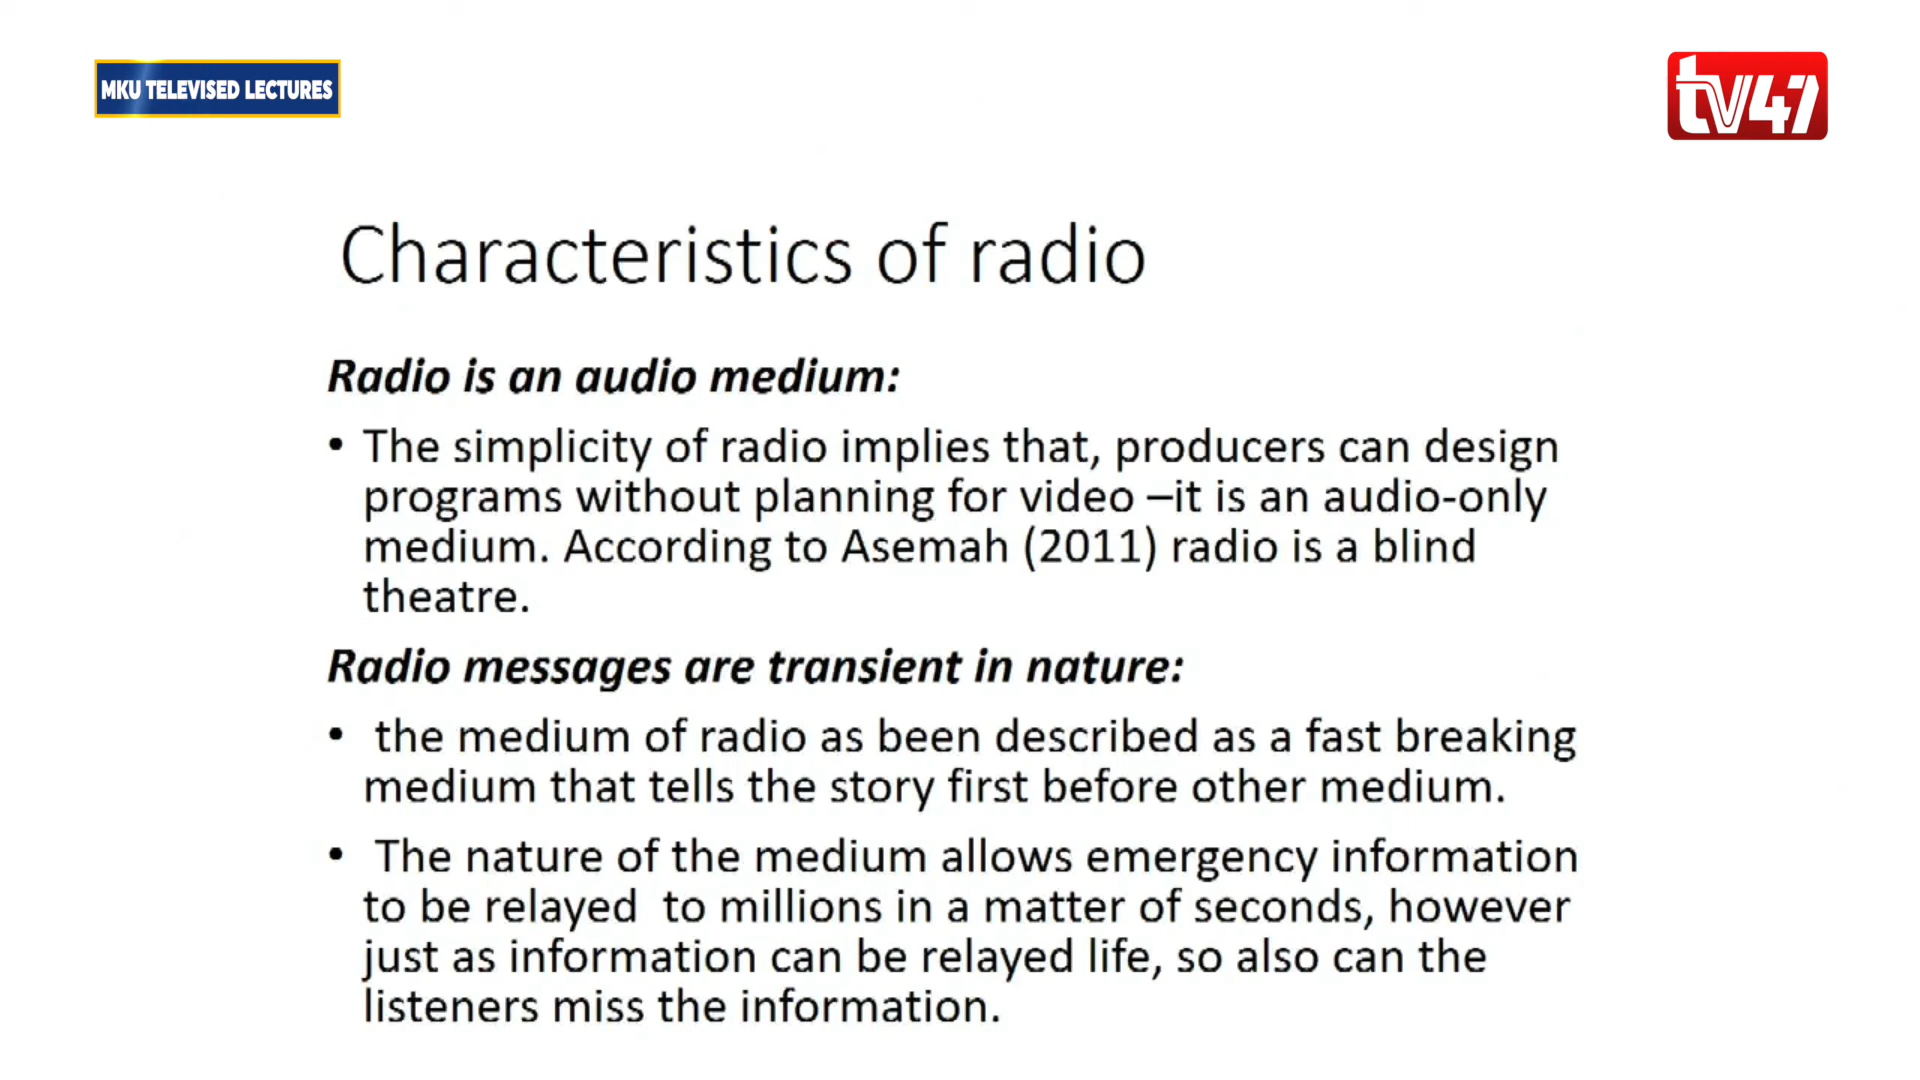 MKU TELEVISED LECTURES
tv47
Characteristics of radio
Radio is an audio medium:
• The simplicity of radio implies that, producers can design
programs without planning for video –it is an audio-only
medium. According to Asemah (2011) radio is a blind
theatre.
Radio messages are transient in nature:
• the medium of radio as been described as a fast breaking
medium that tells the story first before other medium.
• The nature of the medium allows emergency information
to be relayed to millions in a matter of seconds, however
just as information can be relayed life, so also can the
listeners miss the information.